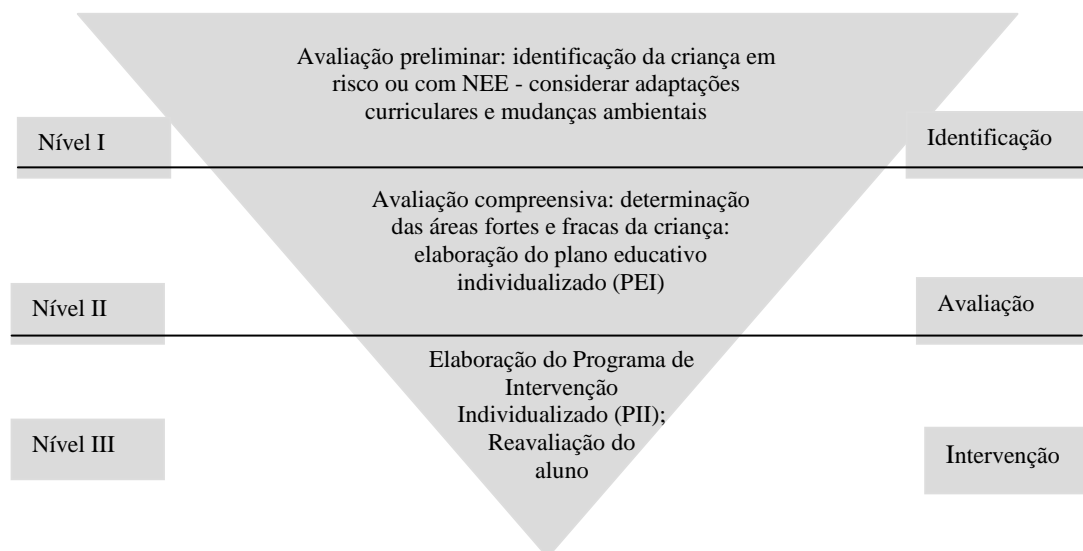 Avaliação preliminar: identificação da criança em
risco ou com NEE - considerar adaptações
curriculares e mudanças ambientais
Nível I
Identificação
Avaliação compreensiva: determinação
das áreas fortes e fracas da criança:
elaboração do plano educativo
individualizado (PEI)
Nível II
Avaliação
Elaboração do Programa de
Intervenção
Individualizado (PII);
Reavaliação do
aluno
Nível III
Intervenção